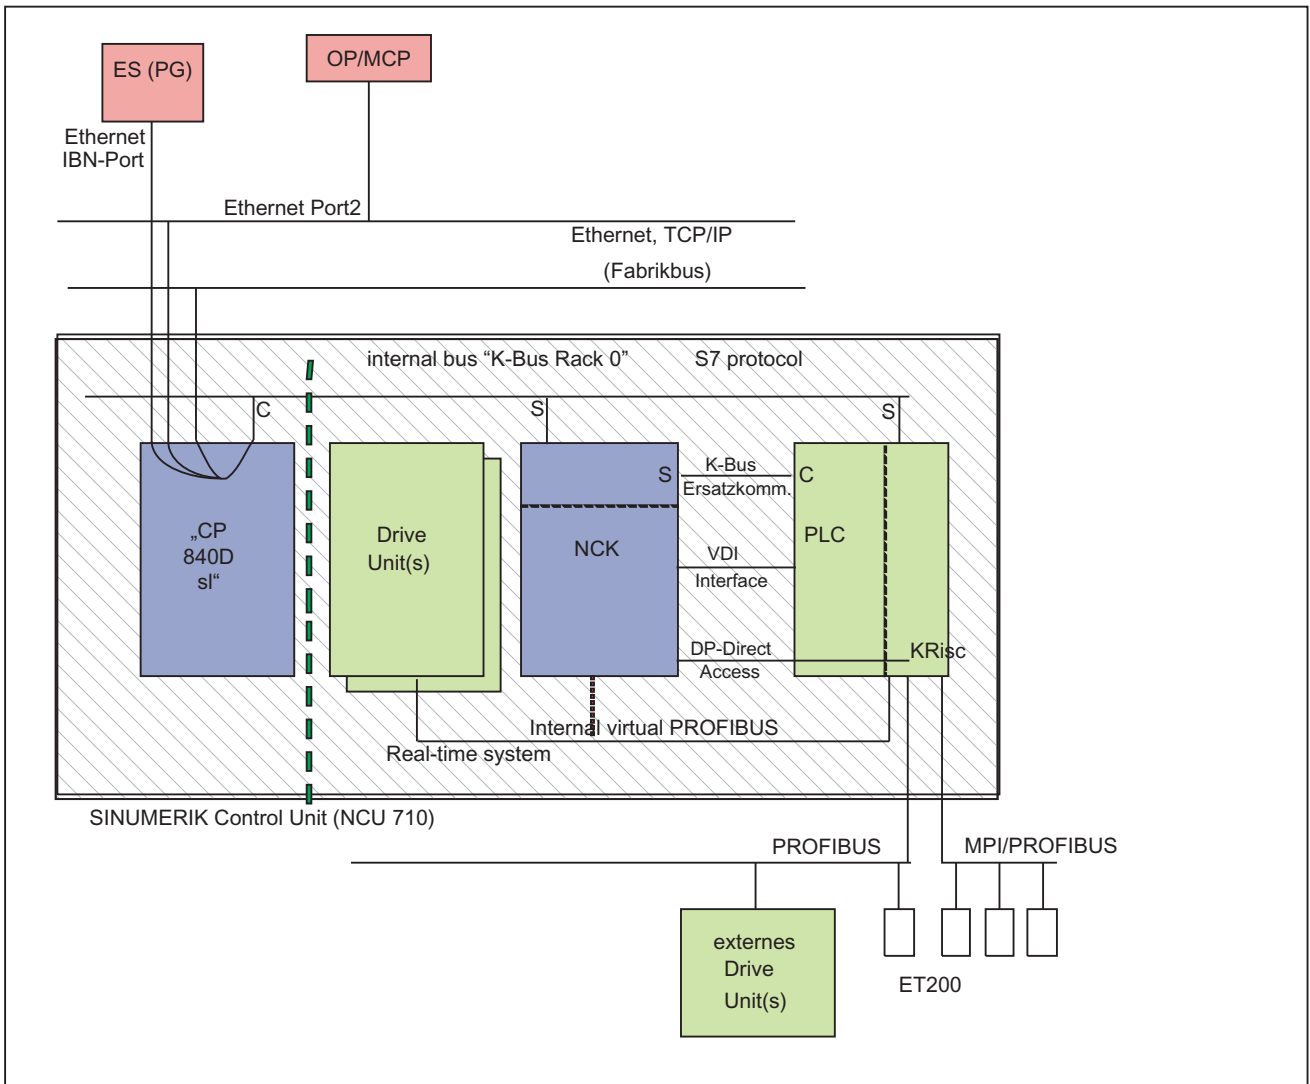 ES (PG)
OP/MCP
Ethernet
IBN-Port
Ethernet Port2
Ethernet, TCP/IP
(Fabrikbus)
internal bus “K-Bus Rack 0”
S7 protocol
C
S
S
S
K-Bus
Ersatzkomm.
C
„CP
840D
sl“
Drive
Unit(s)
NCK
PLC
VDI
Interface
DP-Direct
Access
KRisc
Internal virtual PROFIBUS
Real-time system
SINUMERIK Control Unit (NCU 710)
PROFIBUS
MPI/PROFIBUS
externes
Drive
Unit(s)
ET200